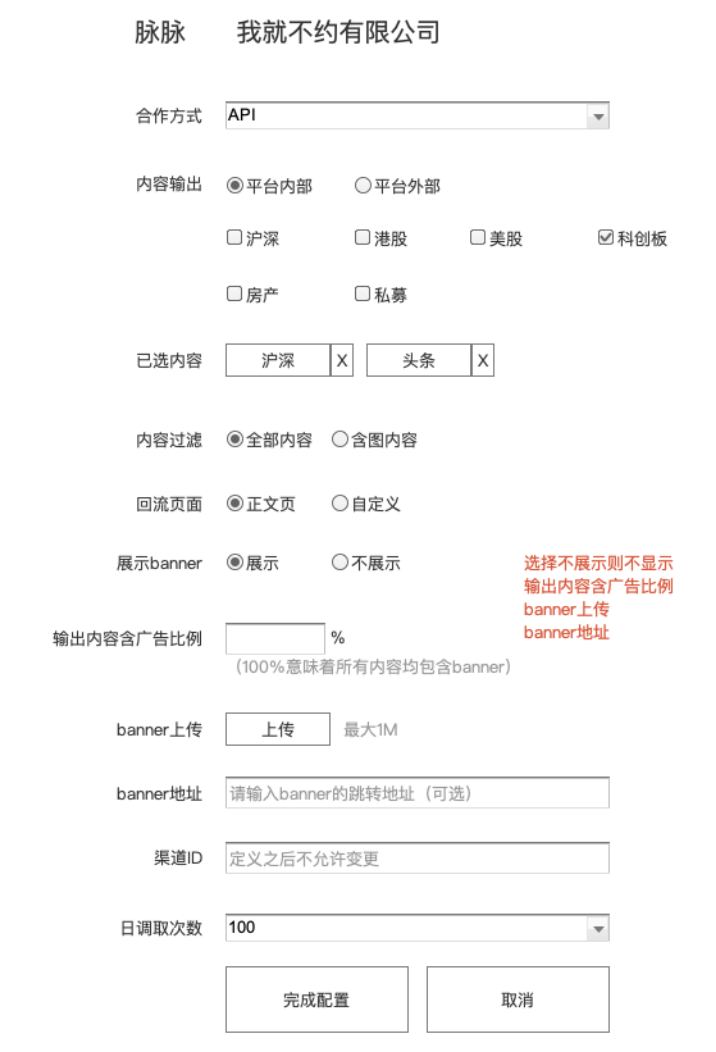 脉脉 我就不约有限公司
合作方式 API
内容输出 平台内部 平台外部
沪深 港股 美股 科创板
房产 私募
已选内容 沪深 X 头条 X
内容过滤 全部内容 含图内容
回流页面 正文页 自定义
展示banner 展示 不展示
选择不展示则不显示
输出内容含广告比例
banner上传
banner地址
输出内容含广告比例 %
（100%意味着所有内容均包含banner）
banner上传 上传 最大1M
banner地址 请输入banner的跳转地址（可选）
渠道ID 定义之后不允许变更
日调取次数 100
完成配置 取消